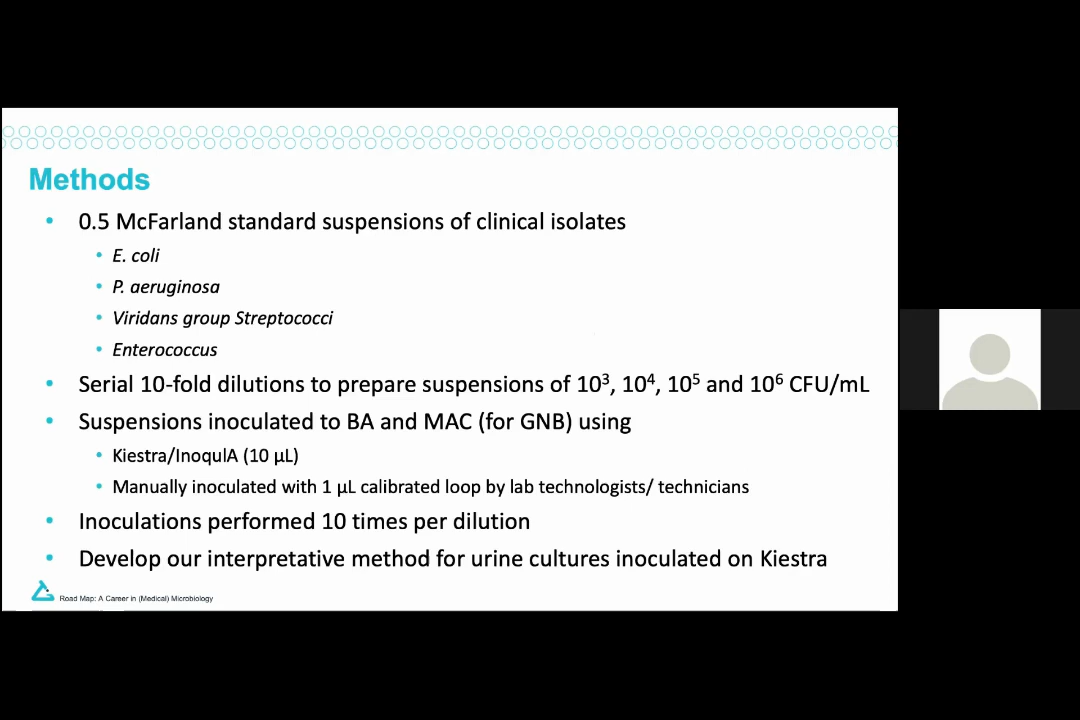 Methods
• 0.5 McFarland standard suspensions of clinical isolates
• E. coli
• P. aeruginosa
• Viridans group Streptococci
• Enterococcus
• Serial 10-fold dilutions to prepare suspensions of 10³, 10⁴, 10⁵ and 10⁶ CFU/mL
• Suspensions inoculated to BA and MAC (for GNB) using
• Kiestra/InoqulA (10 µL)
• Manually inoculated with 1 µL calibrated loop by lab technologists/ technicians
• Inoculations performed 10 times per dilution
• Develop our interpretative method for urine cultures inoculated on Kiestra
Road Map: A Career in (Medical) Microbiology